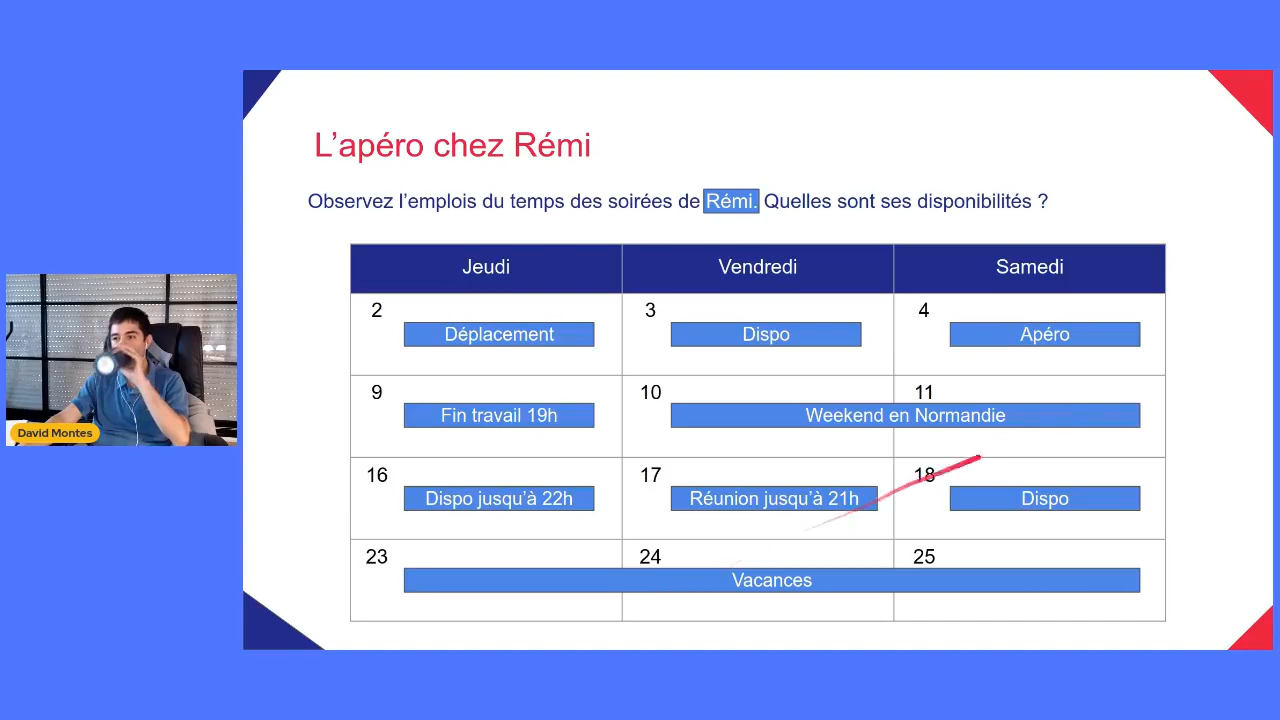 L'apéro chez Rémi
Observez l'emplois du temps des soirées de Rémi. Quelles sont ses disponibilités ?
Jeudi Vendredi Samedi
2 3 4
Déplacement Dispo Apéro
9 10 11
Fin travail 19h Weekend en Normandie
16 17 18
Dispo jusqu'à 22h Réunion jusqu'à 21h Dispo
23 24 25
Vacances
David Montes